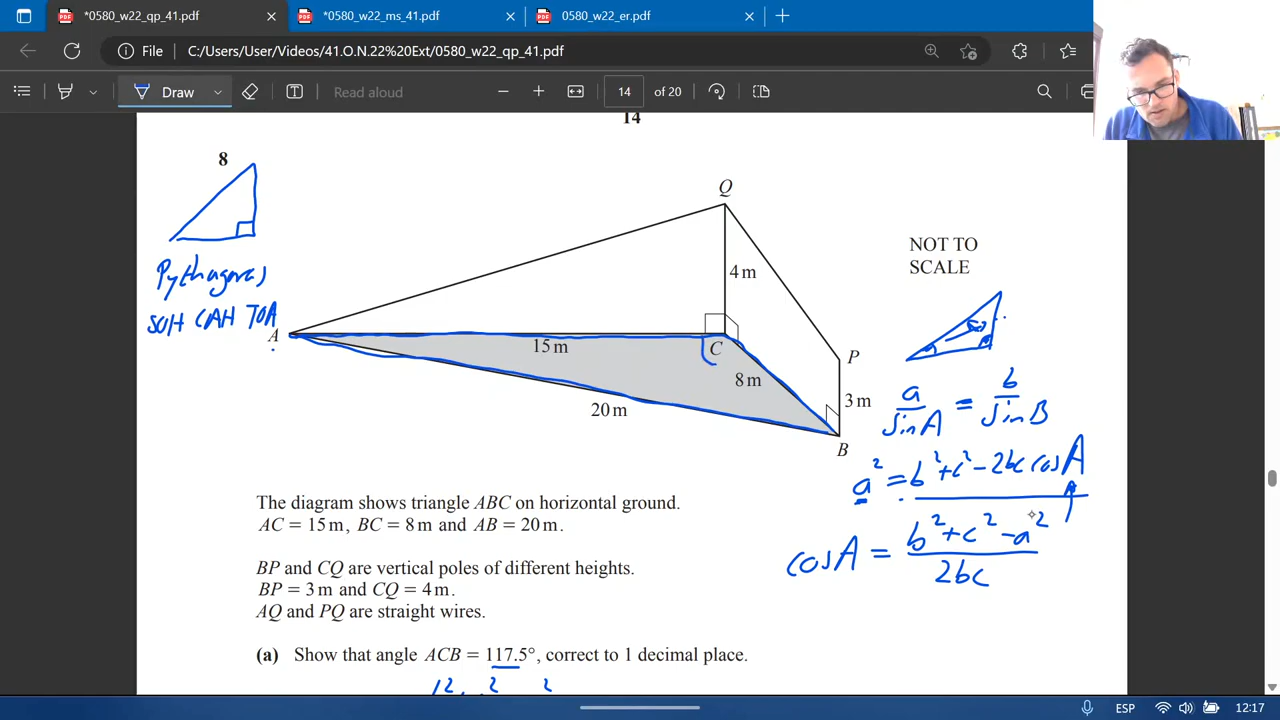 *0580_w22_qp_41.pdf
*0580_w22_ms_41.pdf
0580_w22_er.pdf
File
C:/Users/User/Videos/41.O.N.22%20Ext/0580_w22_qp_41.pdf
Draw
Read aloud
14
of 20
14
8
Q
4 m
NOT TO
SCALE
Pythagoras
SOH CAH TOA
A
15 m
C
8 m
P
3 m
20 m
B
a/sin A = b/sin B
a² = b² + c² - 2bc cos A
cos A = b² + c² - a² / 2bc
The diagram shows triangle ABC on horizontal ground.
AC = 15 m, BC = 8 m and AB = 20 m.
BP and CQ are vertical poles of different heights.
BP = 3 m and CQ = 4 m.
AQ and PQ are straight wires.
(a) Show that angle ACB = 117.5°, correct to 1 decimal place.
ESP
12:17